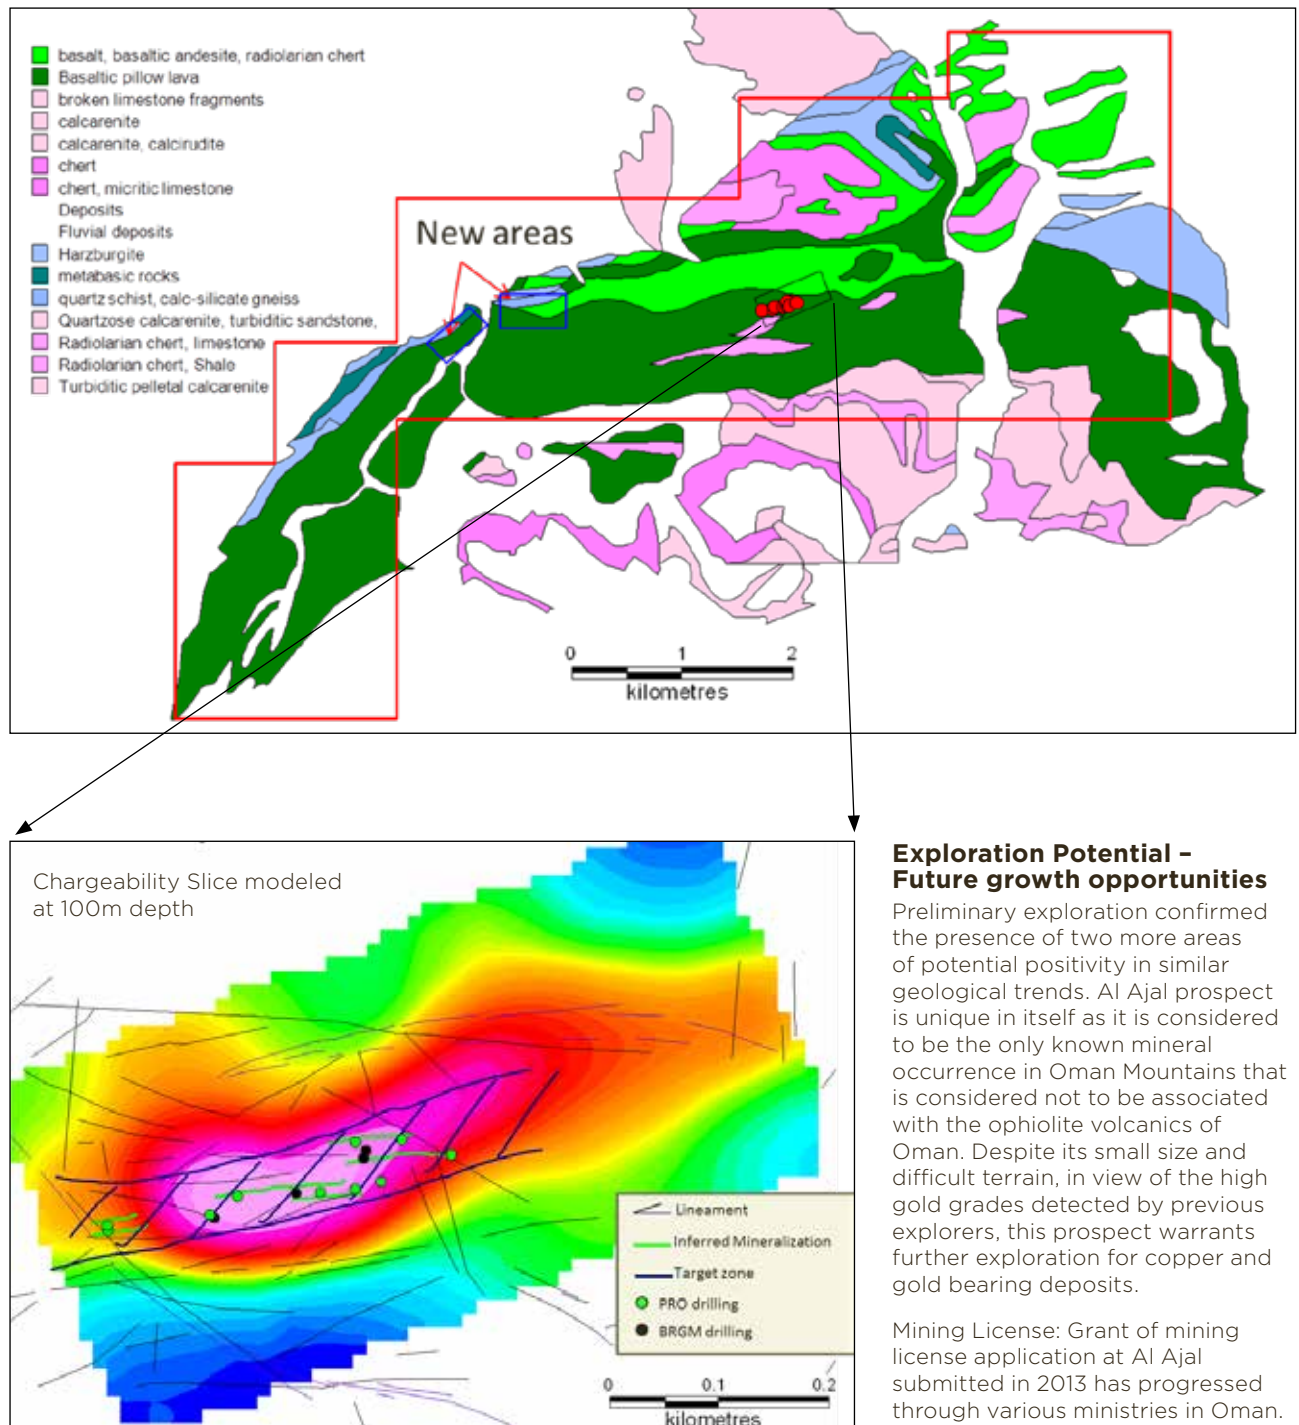 basalt, basaltic andesite, radiolarian chert
Basaltic pillow lava
broken limestone fragments
calcarenite
calcarenite, calcirudite
chert
chert, micritic limestone
Deposits
Fluvial deposits
Harzburgite
metabasic rocks
quartz schist, calc-silicate gneiss
Quartzose calcarenite, turbiditic sandstone,
Radiolarian chert, limestone
Radiolarian chert, Shale
Turbiditic pelletal calcarenite
New areas
0 1 2
kilometres
Chargeability Slice modeled
at 100m depth
Lineament
Inferred Mineralization
Target zone
PRO drilling
BRGM drilling
0 0.1 0.2
kilometres
Exploration Potential –
Future growth opportunities
Preliminary exploration confirmed
the presence of two more areas
of potential positivity in similar
geological trends. Al Ajal prospect
is unique in itself as it is considered
to be the only known mineral
occurrence in Oman Mountains that
is considered not to be associated
with the ophiolite volcanics of
Oman. Despite its small size and
difficult terrain, in view of the high
gold grades detected by previous
explorers, this prospect warrants
further exploration for copper and
gold bearing deposits.
Mining License: Grant of mining
license application at Al Ajal
submitted in 2013 has progressed
through various ministries in Oman.